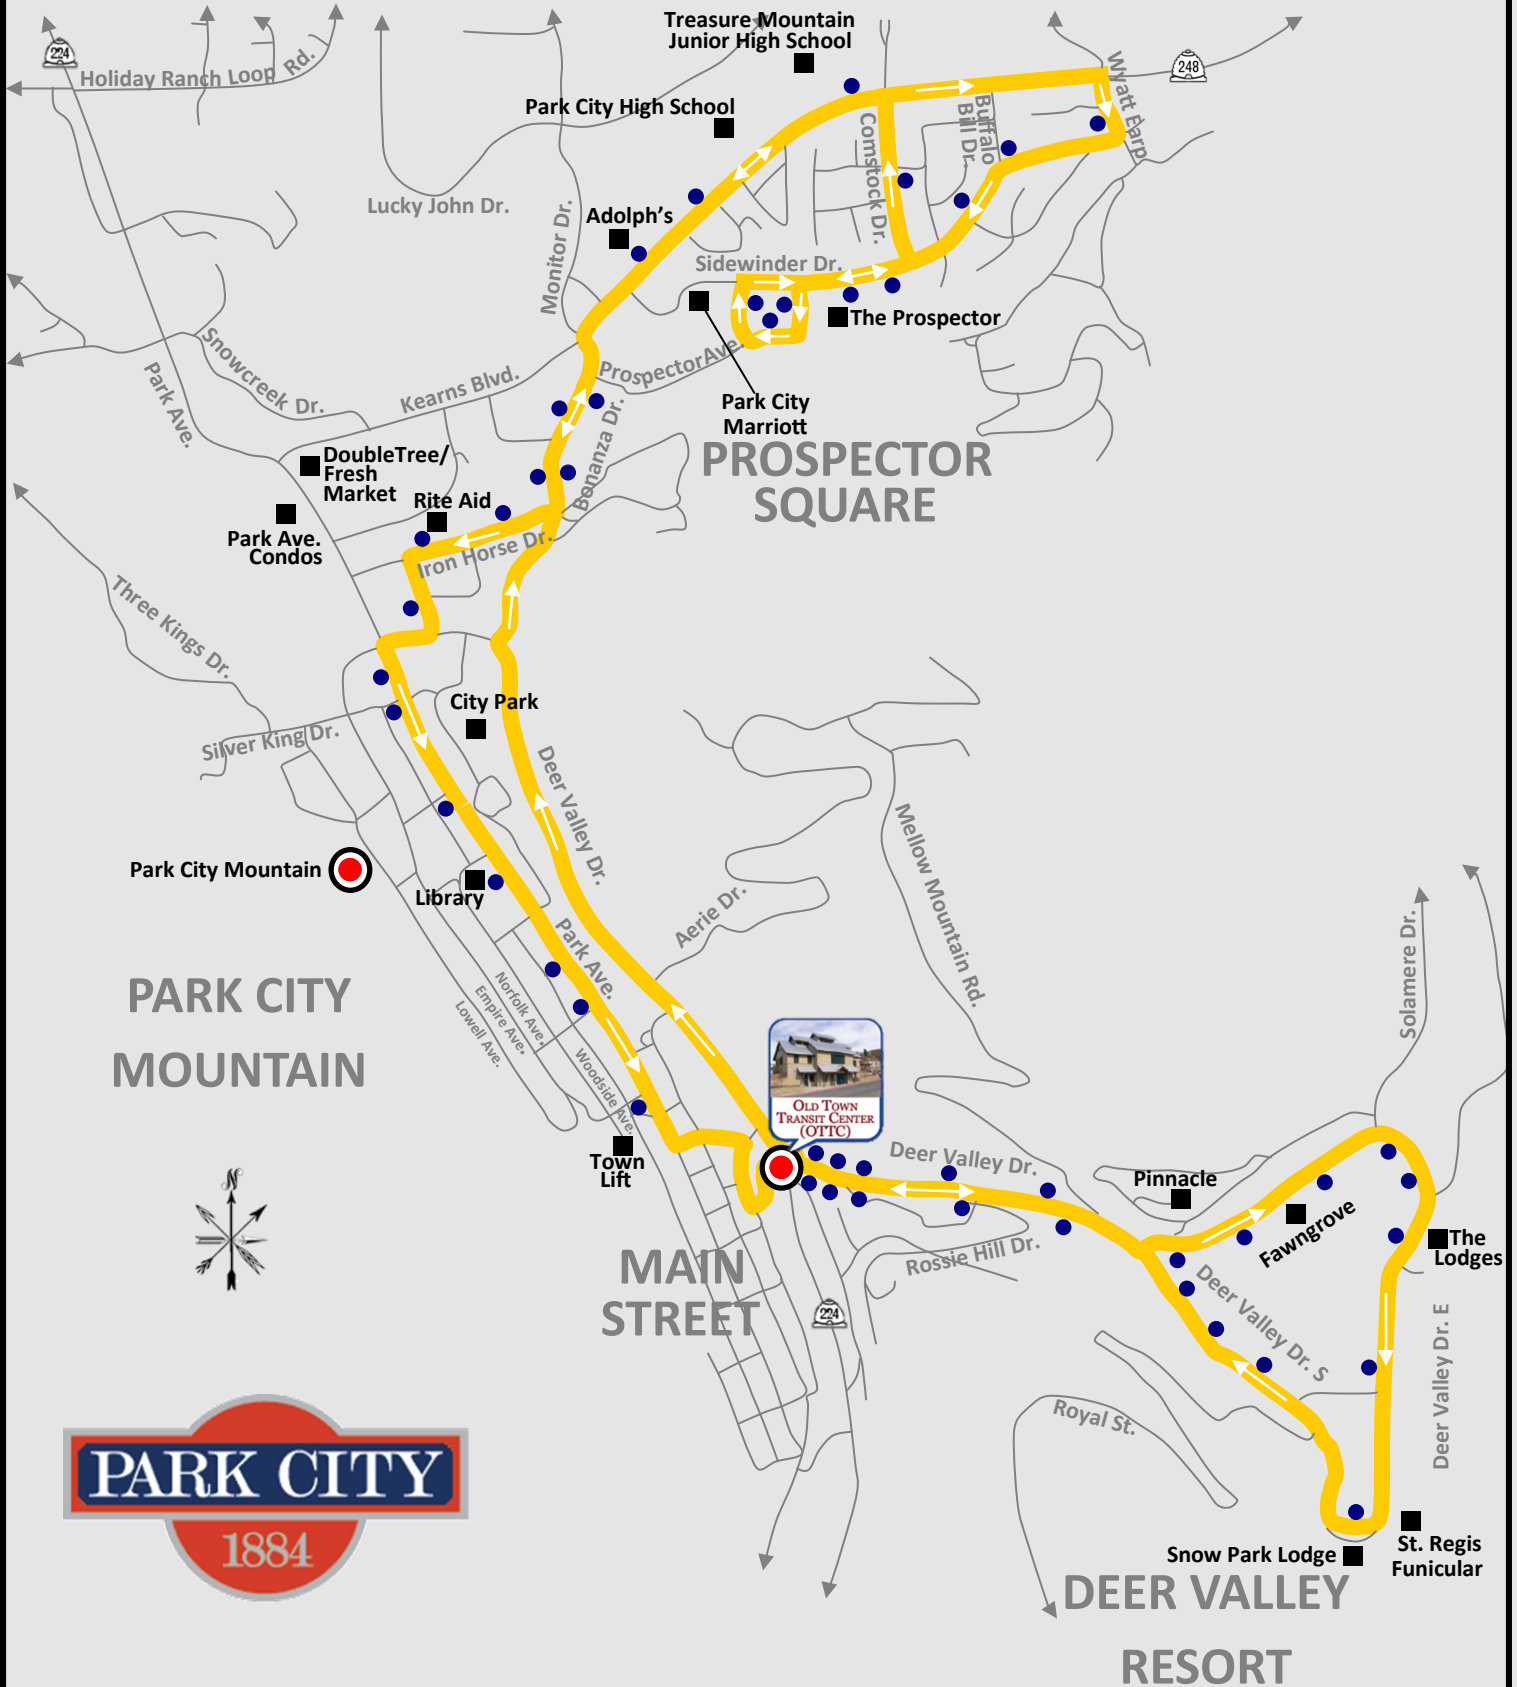 Treasure Mountain
Junior High School
224
Holiday Ranch Loop Rd.
248
Wyatt Earp
Park City High School
Buffalo
Bill Dr.
Comstock Dr.
Lucky John Dr.
Monitor Dr.
Adolph's
Sidewinder Dr.
The Prospector
Snowcreek Dr.
Park Ave.
Kearns Blvd.
Prospector Ave.
Park City
Marriott
Bonanza Dr.
PROSPECTOR
SQUARE
DoubleTree/
Fresh
Market
Rite Aid
Park Ave.
Condos
Iron Horse Dr.
Three Kings Dr.
City Park
Silver King Dr.
Deer Valley Dr.
Mellow Mountain Rd.
Park City Mountain
Library
Aerie Dr.
Park Ave.
Solamere Dr.
PARK CITY
MOUNTAIN
Norfolk Ave.
Empire Ave.
Lowell Ave.
Woodside Ave.
OLD TOWN
TRANSIT CENTER
(OTTC)
Town
Lift
Deer Valley Dr.
Pinnacle
Fawngrove
The
Lodges
N
MAIN
STREET
Rossie Hill Dr.
224
Deer Valley Dr. S
Deer Valley Dr. E
Royal St.
PARK CITY
1884
St. Regis
Funicular
Snow Park Lodge
DEER VALLEY
RESORT